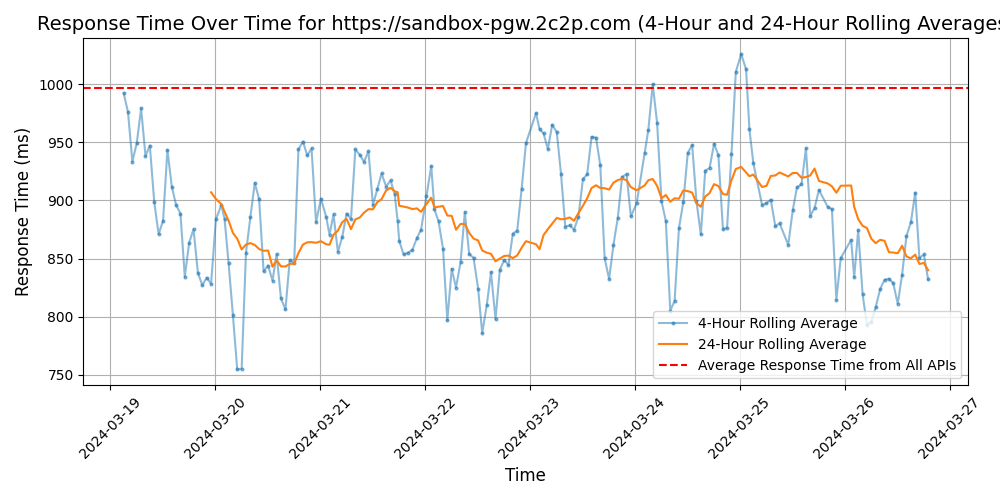 Response Time Over Time for https://sandbox-pgw.2c2p.com (4-Hour and 24-Hour Rolling Averages
Response Time (ms)
1000
950
900
850
800
750
4-Hour Rolling Average
24-Hour Rolling Average
Average Response Time from All APIs
2024-03-19
2024-03-20
2024-03-21
2024-03-22
2024-03-23
2024-03-24
2024-03-25
2024-03-26
2024-03-27
Time